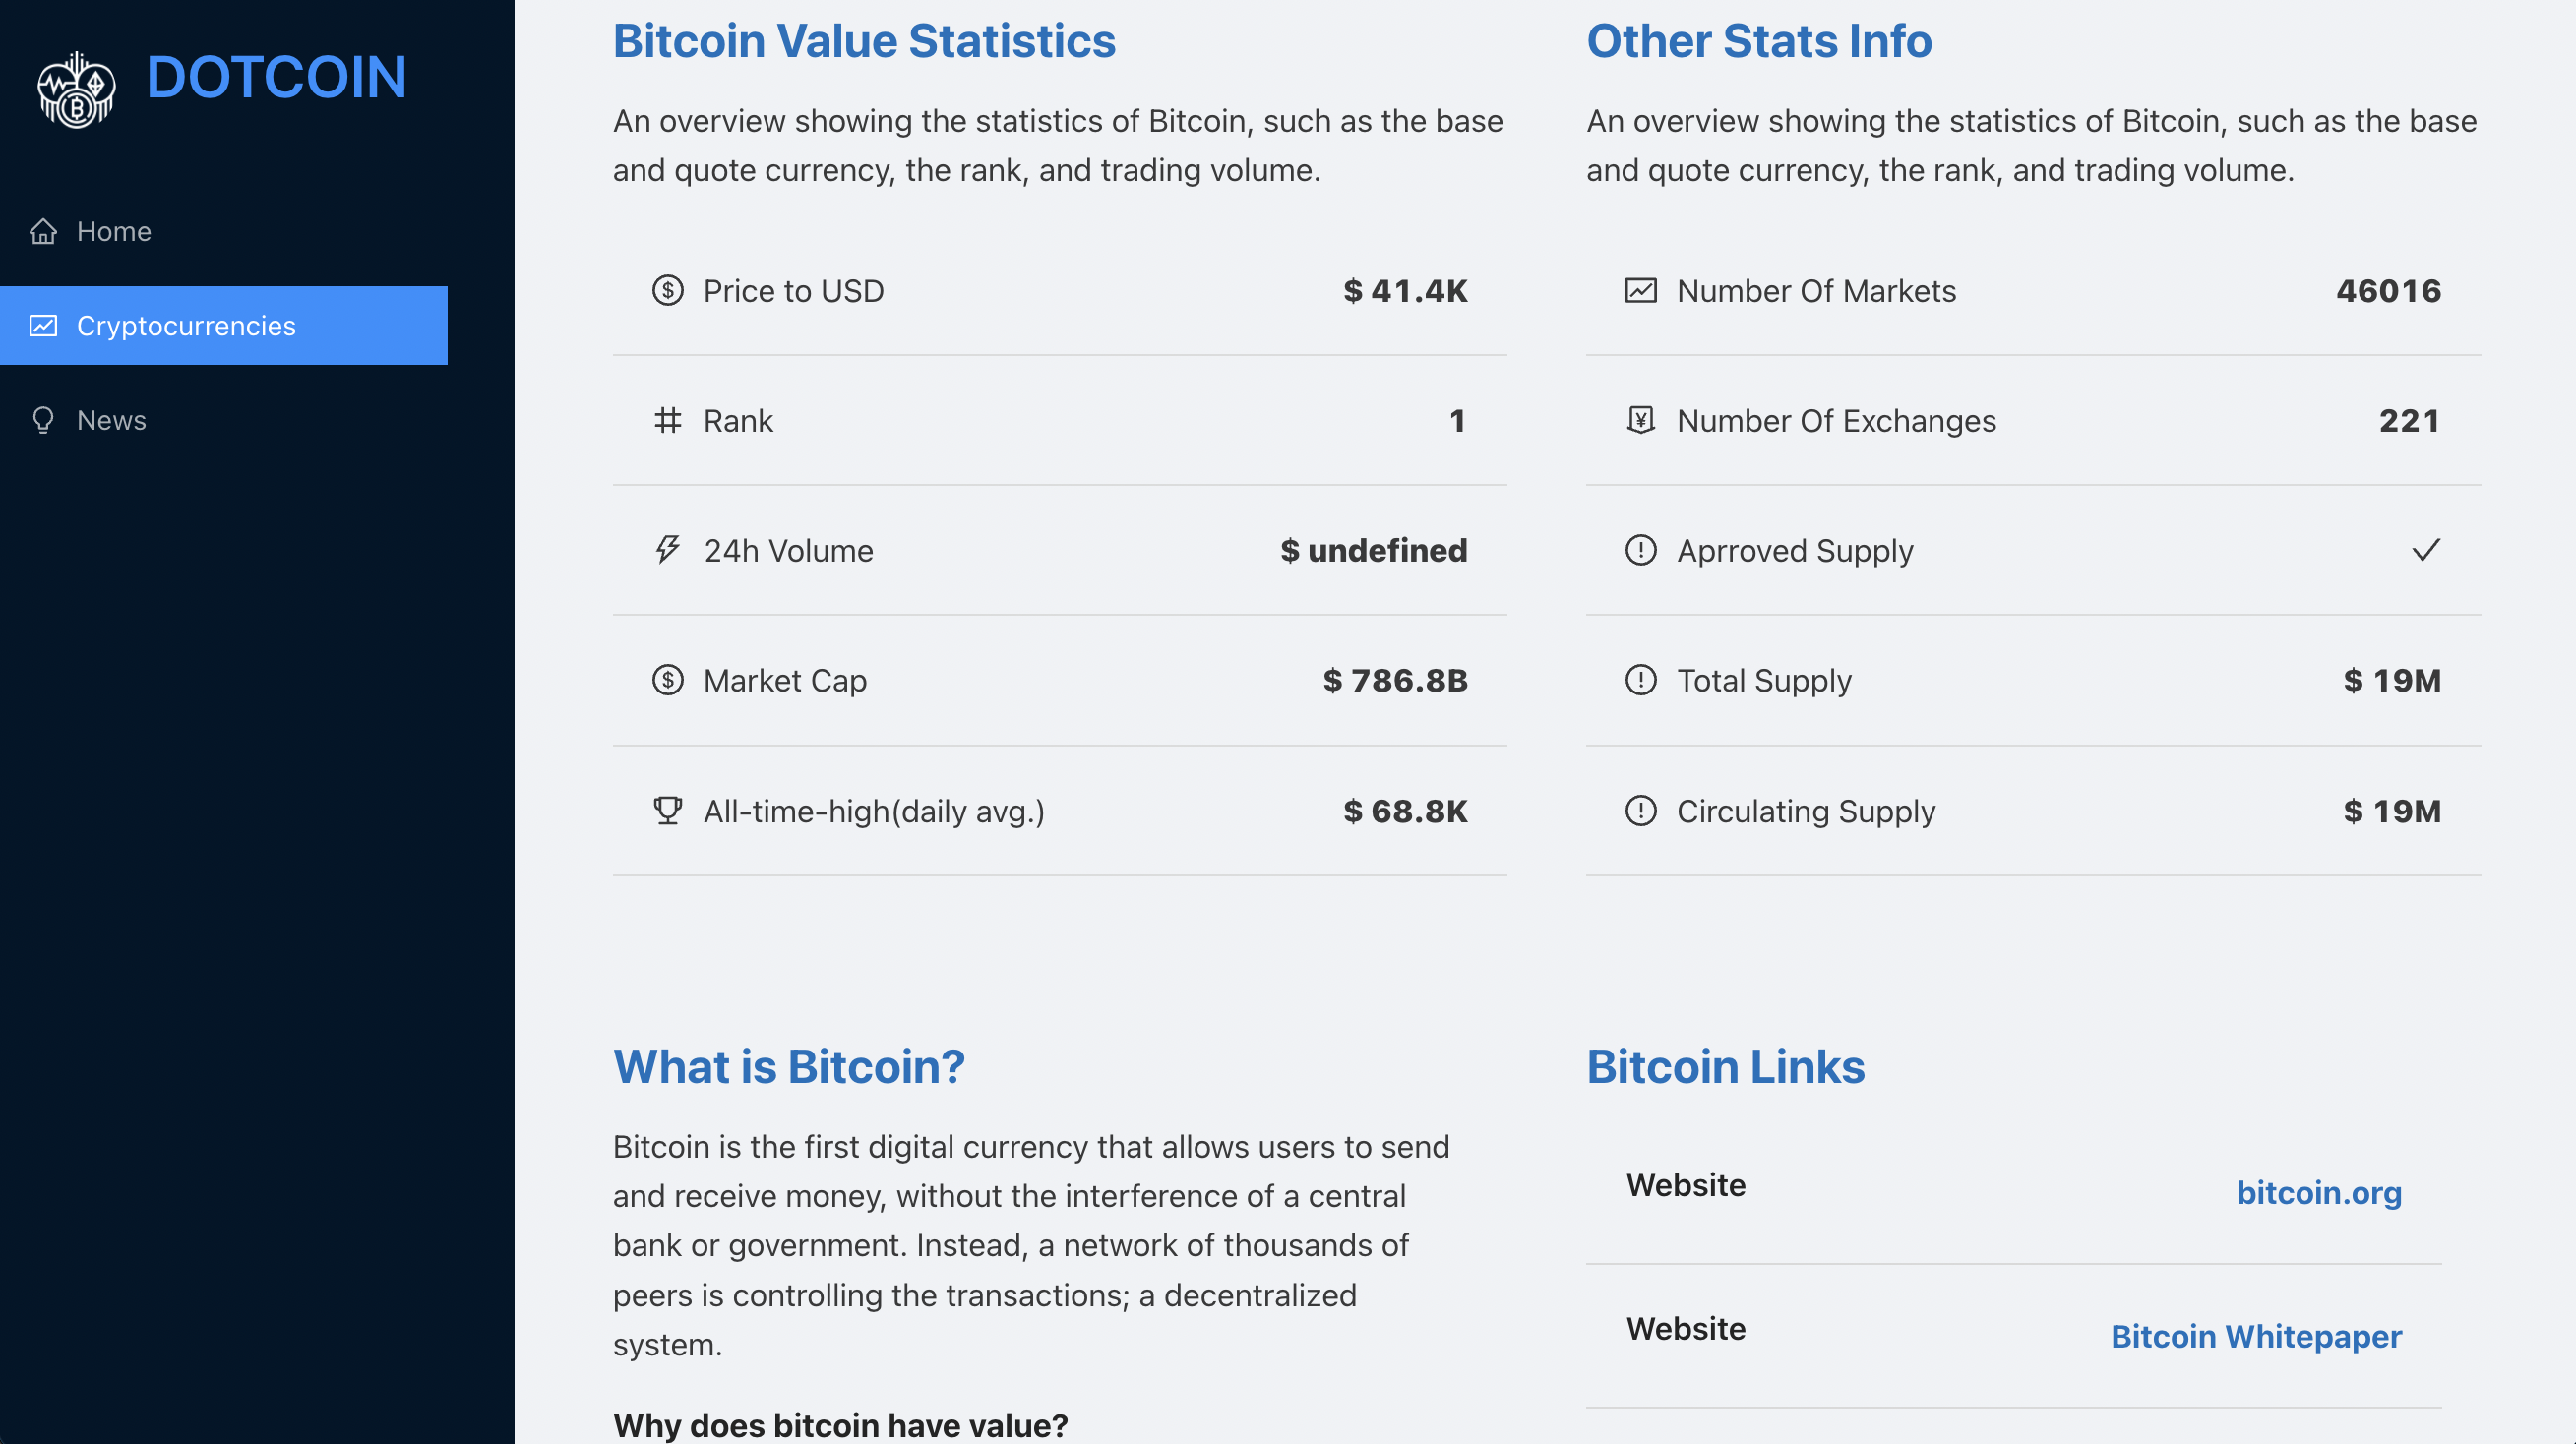 DOTCOIN
Home
Cryptocurrencies
News
Bitcoin Value Statistics
An overview showing the statistics of Bitcoin, such as the base
and quote currency, the rank, and trading volume.
Price to USD $ 41.4K
Rank 1
24h Volume $ undefined
Market Cap $ 786.8B
All-time-high(daily avg.) $ 68.8K
Other Stats Info
An overview showing the statistics of Bitcoin, such as the base
and quote currency, the rank, and trading volume.
Number Of Markets 46016
Number Of Exchanges 221
Aprroved Supply
Total Supply $ 19M
Circulating Supply $ 19M
What is Bitcoin?
Bitcoin is the first digital currency that allows users to send
and receive money, without the interference of a central
bank or government. Instead, a network of thousands of
peers is controlling the transactions; a decentralized
system.
Why does bitcoin have value?
Bitcoin Links
Website bitcoin.org
Website Bitcoin Whitepaper